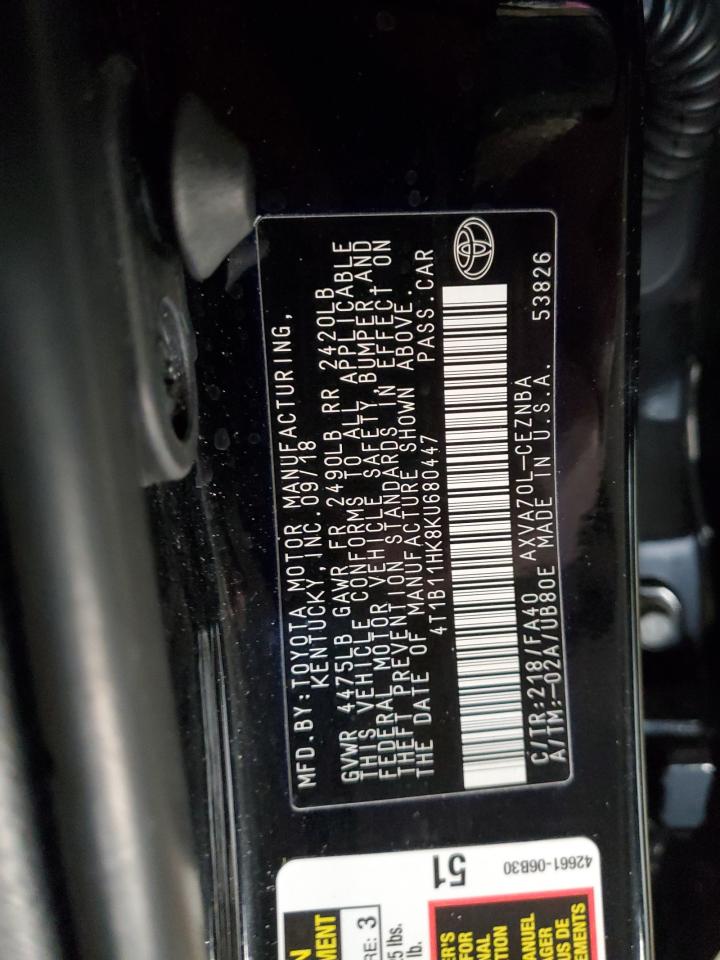 MFD.BY:TOYOTA MOTOR MANUFACTURING,
KENTUCKY, INC.09/18
GVWR 4475LB GAWR FR 2490LB RR 2420LB
THIS VEHICLE CONFORMS TO ALL APPLICABLE
FEDERAL MOTOR VEHICLE SAFETY, BUMPER AND
THEFT PREVENTION STANDARDS IN EFFECT ON
THE DATE OF MANUFACTURE SHOWN ABOVE.
4T1B11HK8KU680447 PASS.CAR
C/TR:218/FA40 AXVA70L-CEZNBA
A/TM:-02A/UB80E MADE IN U.S.A. 53826
51
42661-06B30
3
lb.